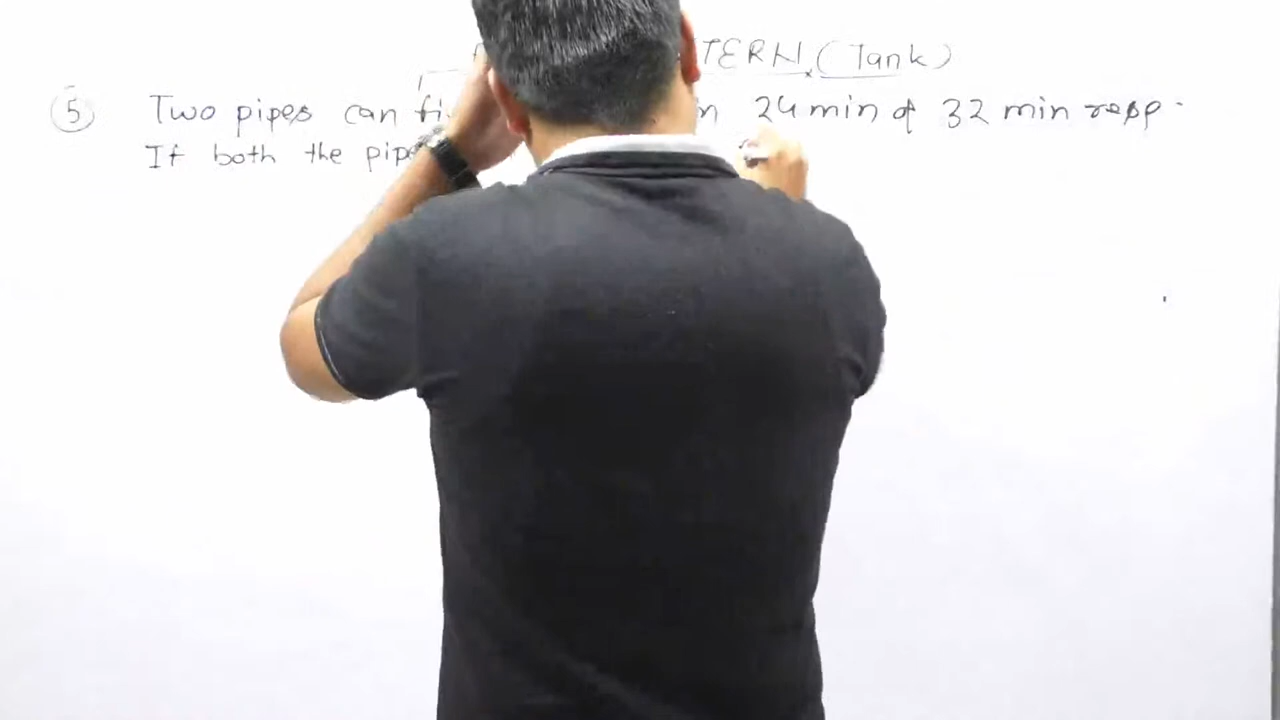 TERN (Tank)
⑤ Two pipes can fi n 24 min & 32 min resp.
If both the pipe